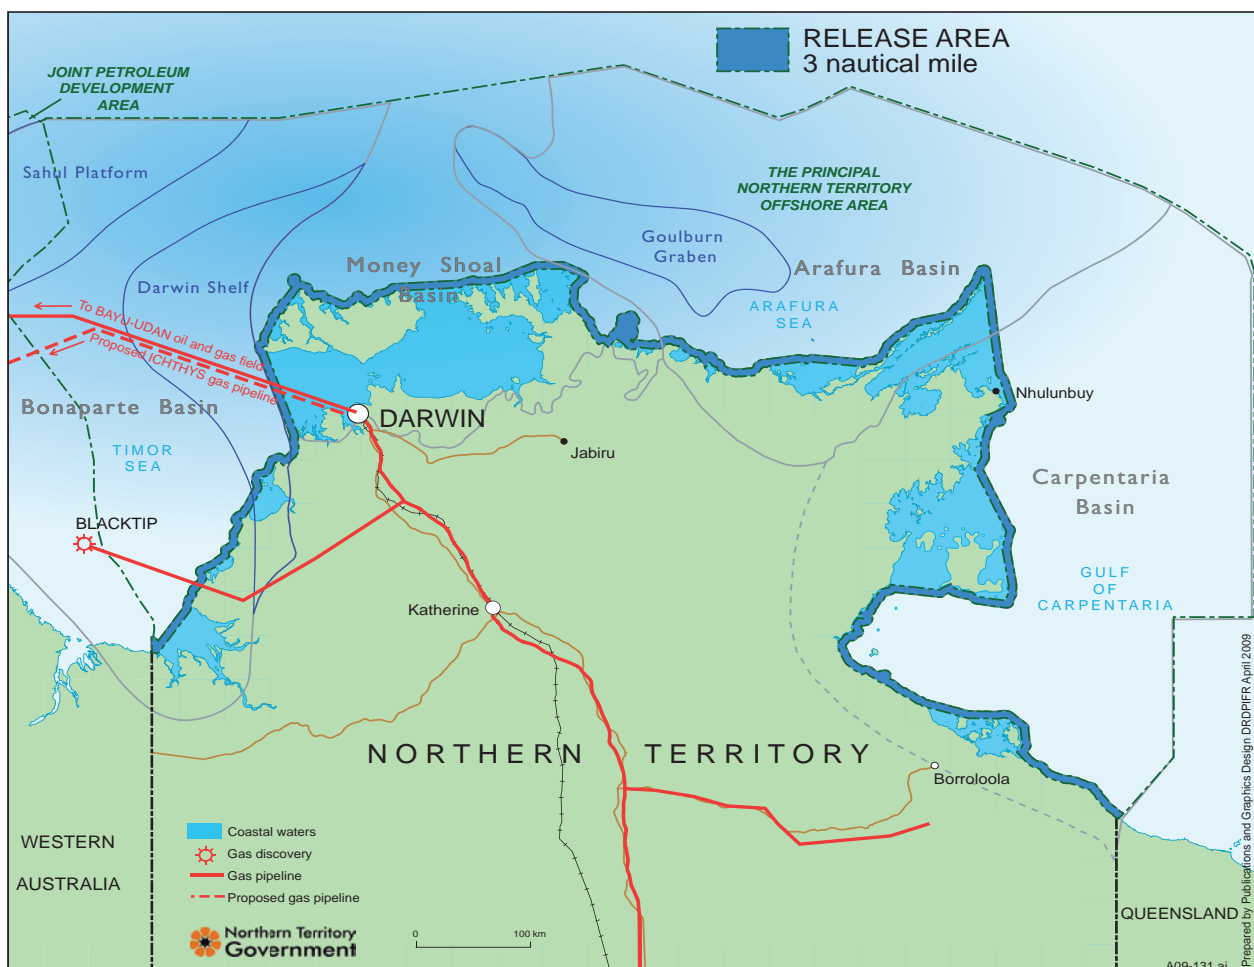 RELEASE AREA
3 nautical mile
JOINT PETROLEUM
DEVELOPMENT
AREA
Sahul Platform
THE PRINCIPAL
NORTHERN TERRITORY
OFFSHORE AREA
Goulburn
Graben
Money Shoal
Basin
Arafura Basin
Darwin Shelf
ARAFURA
SEA
To BAYU-UDAN oil and gas field
Proposed ICHTHYS gas pipeline
Bonaparte Basin
DARWIN
Nhulunbuy
TIMOR
SEA
Jabiru
Carpentaria
Basin
BLACKTIP
GULF
OF
CARPENTARIA
Katherine
NORTHERN TERRITORY
Borroloola
WESTERN
AUSTRALIA
Coastal waters
Gas discovery
Gas pipeline
Proposed gas pipeline
Northern Territory
Government
0 100 km
QUEENSLAND
Prepared by Publications and Graphics Design DRDPIFR April 2009
A09-131.ai